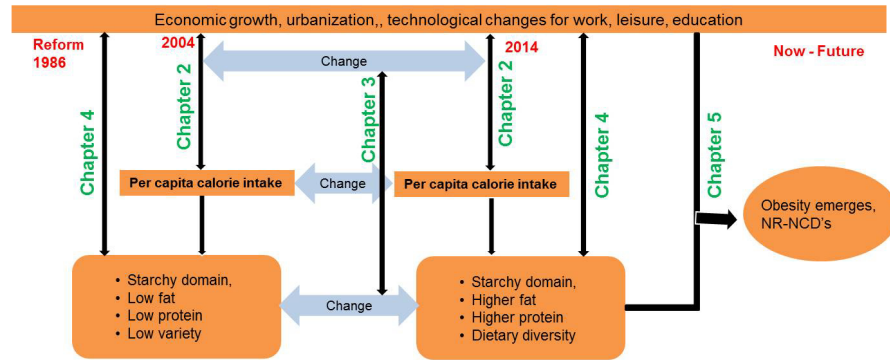 Economic growth, urbanization,, technological changes for work, leisure, education
Reform
1986
2004
2014
Now - Future
Change
Chapter 4
Chapter 2
Chapter 3
Chapter 2
Chapter 4
Chapter 5
Per capita calorie intake
Change
Per capita calorie intake
Obesity emerges,
NR-NCD's
• Starchy domain,
• Low fat
• Low protein
• Low variety
Change
• Starchy domain,
• Higher fat
• Higher protein
• Dietary diversity